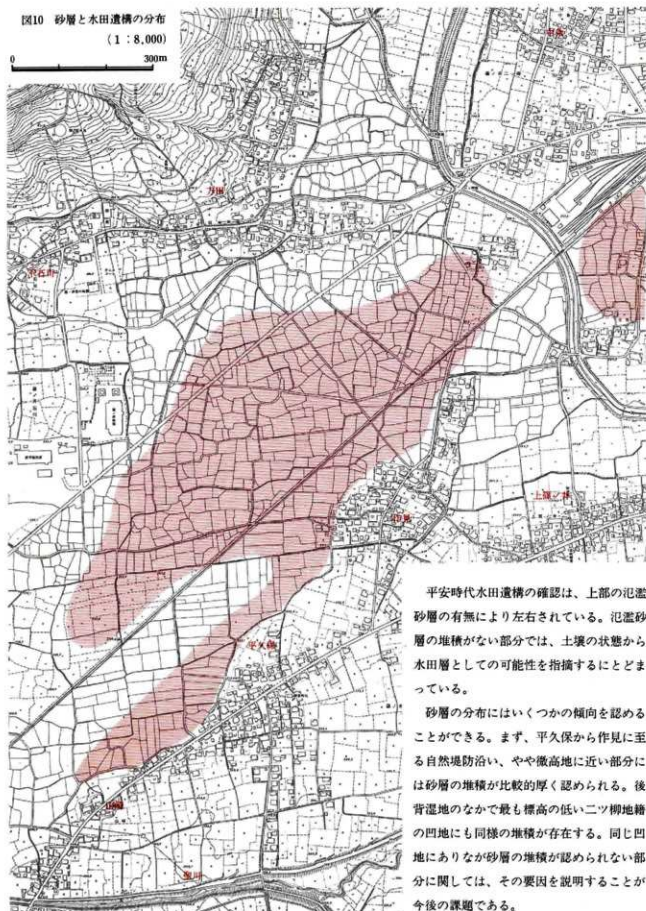 図10 砂層と水田遺構の分布
(1：8,000)
0 300m
上篠ノ井
平久保
聖川
平安時代水田遺構の確認は、上部の氾濫
砂層の有無により左右されている。氾濫砂
層の堆積がない部分では、土壌の状態から
水田層としての可能性を指摘するにとどま
っている。
砂層の分布にはいくつかの傾向を認める
ことができる。まず、平久保から作見に至
る自然堤防沿い、やや微高地に近い部分に
は砂層の堆積が比較的厚く認められる。後
背湿地のなかで最も標高の低い二ツ柳地籍
の凹地にも同様の堆積が存在する。同じ凹
地にありなが砂層の堆積が認められない部
分に関しては、その要因を説明することが
今後の課題である。